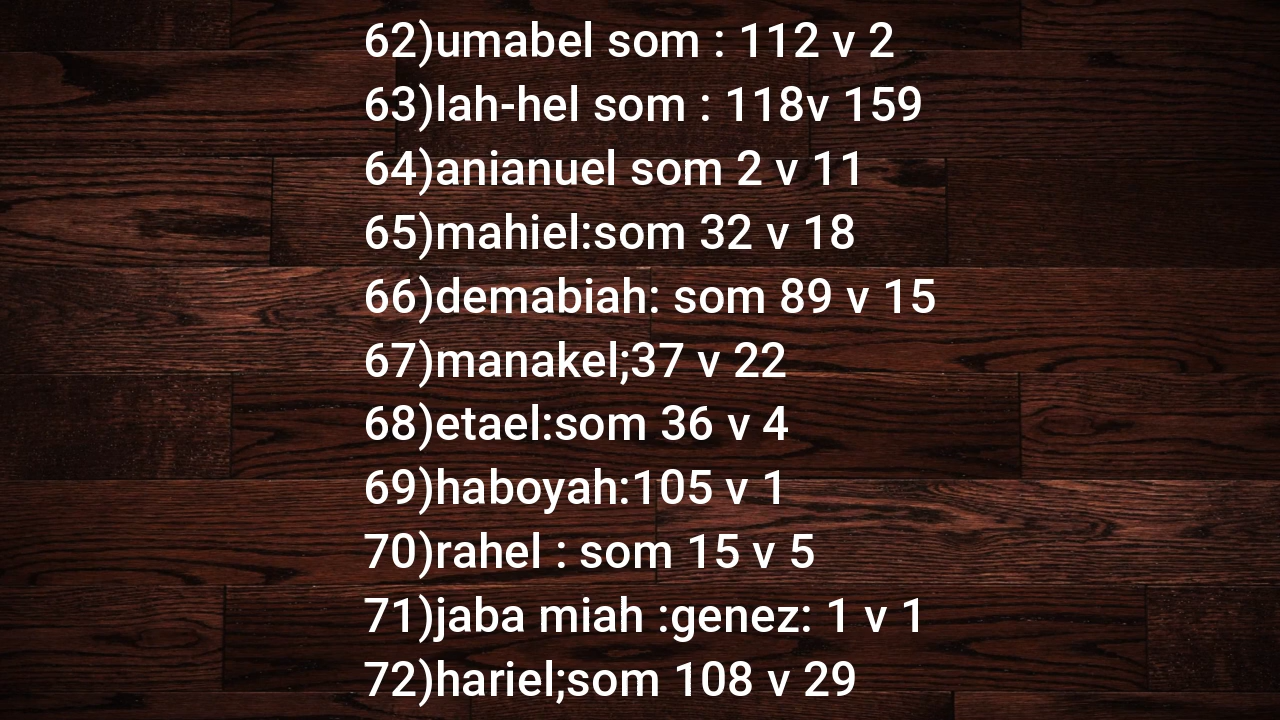 62)umabel som : 112 v 2
63)lah-hel som : 118v 159
64)anianuel som 2 v 11
65)mahiel:som 32 v 18
66)demabiah: som 89 v 15
67)manakel;37 v 22
68)etael:som 36 v 4
69)haboyah:105 v 1
70)rahel : som 15 v 5
71)jaba miah :genez: 1 v 1
72)hariel;som 108 v 29